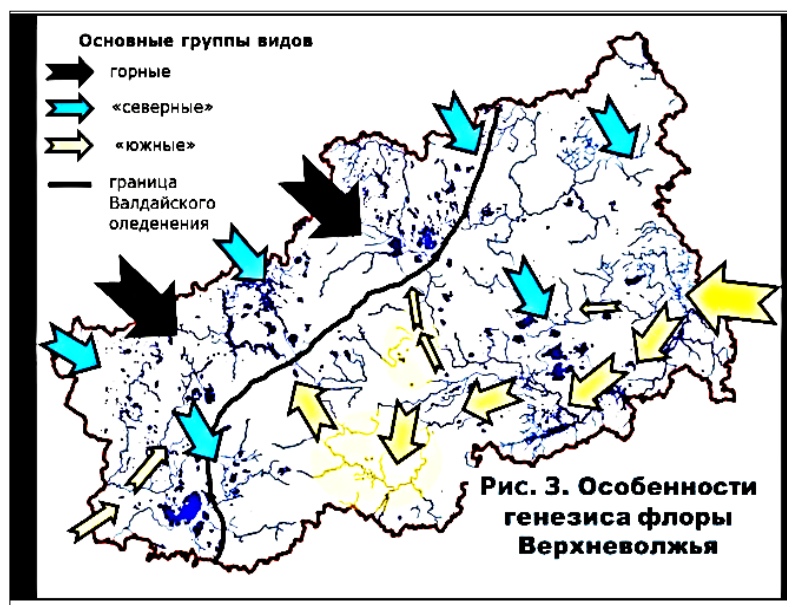 Основные группы видов
горные
«северные»
«южные»
граница
Валдайского
оледенения
Рис. 3. Особенности
генезиса флоры
Верхневолжья